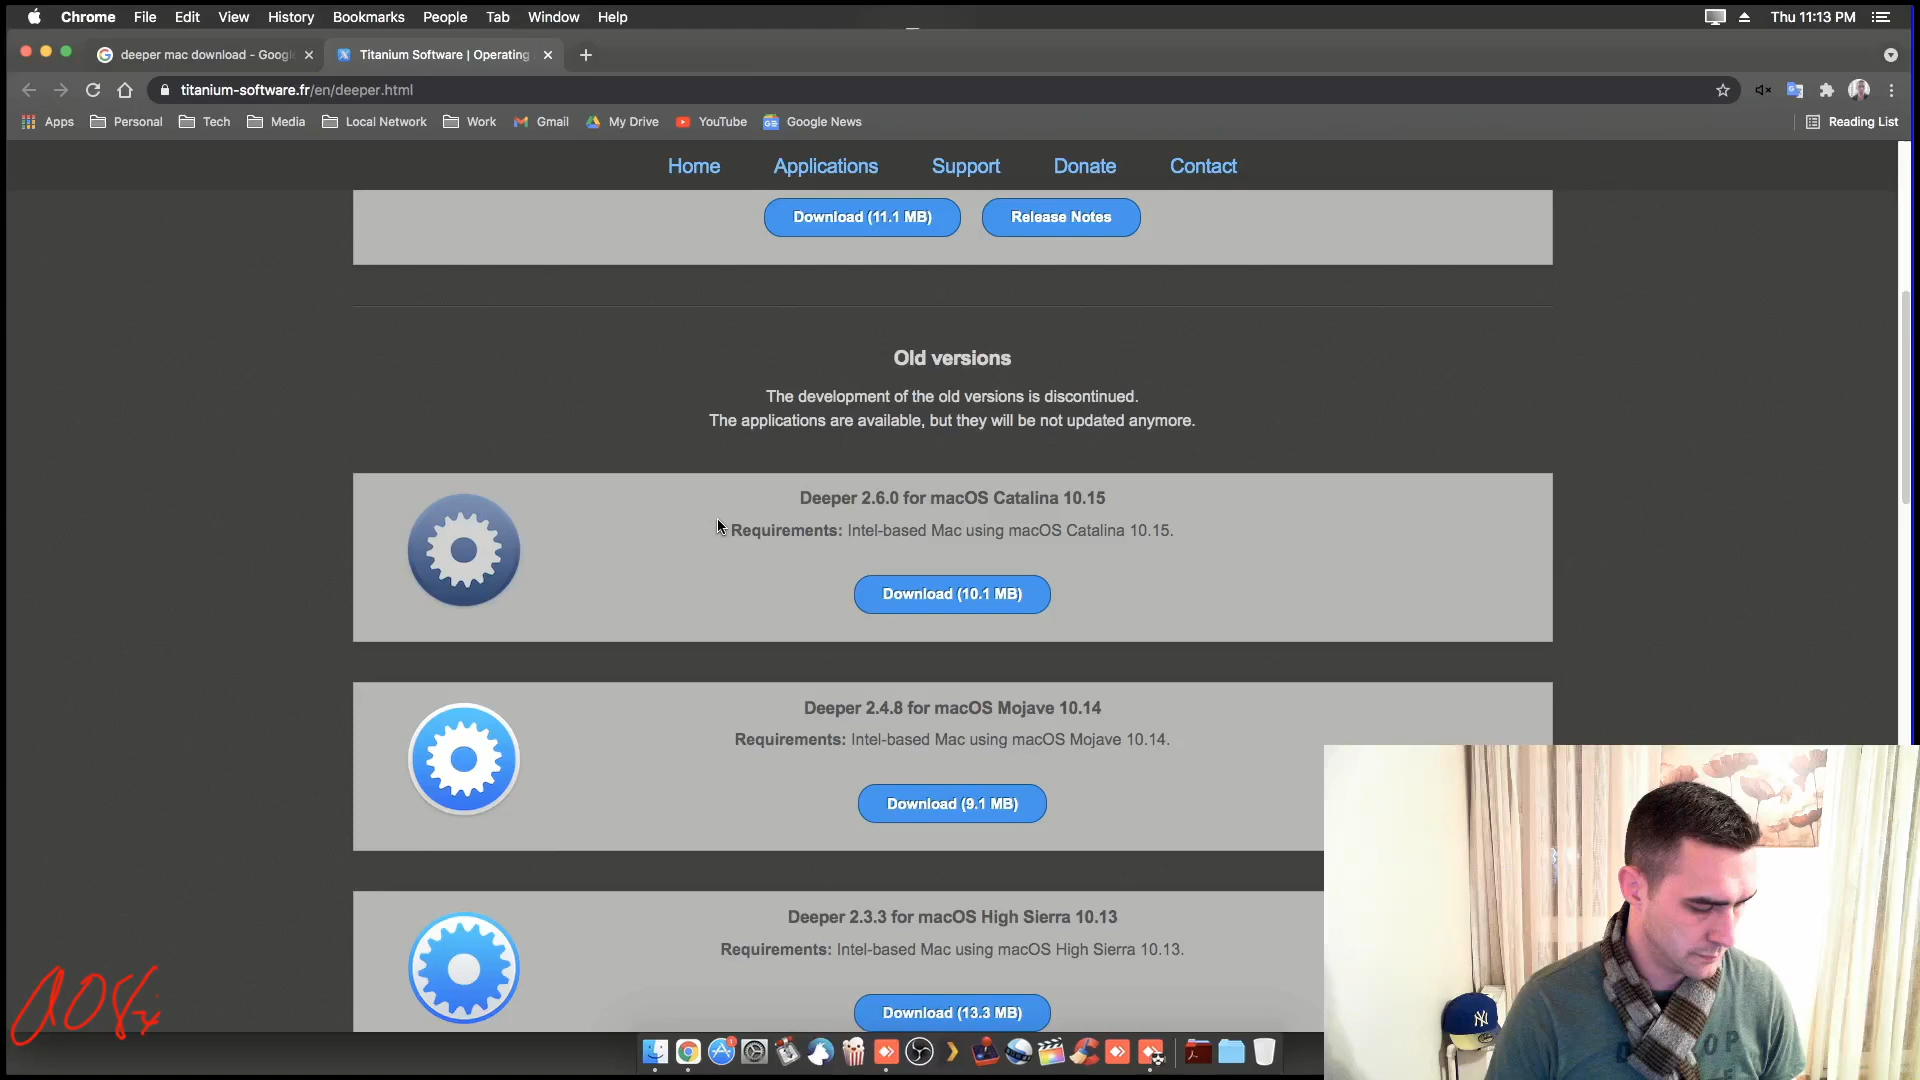 Chrome File Edit View History Bookmarks People Tab Window Help Thu 11:13 PM
deeper mac download - Googl Titanium Software | Operating
titanium-software.fr/en/deeper.html
Apps Personal Tech Media Local Network Work Gmail My Drive YouTube Google News Reading List
Home Applications Support Donate Contact
Download (11.1 MB) Release Notes
Old versions
The development of the old versions is discontinued.
The applications are available, but they will be not updated anymore.
Deeper 2.6.0 for macOS Catalina 10.15
Requirements: Intel-based Mac using macOS Catalina 10.15.
Download (10.1 MB)
Deeper 2.4.8 for macOS Mojave 10.14
Requirements: Intel-based Mac using macOS Mojave 10.14.
Download (9.1 MB)
Deeper 2.3.3 for macOS High Sierra 10.13
Requirements: Intel-based Mac using macOS High Sierra 10.13.
Download (13.3 MB)
NY